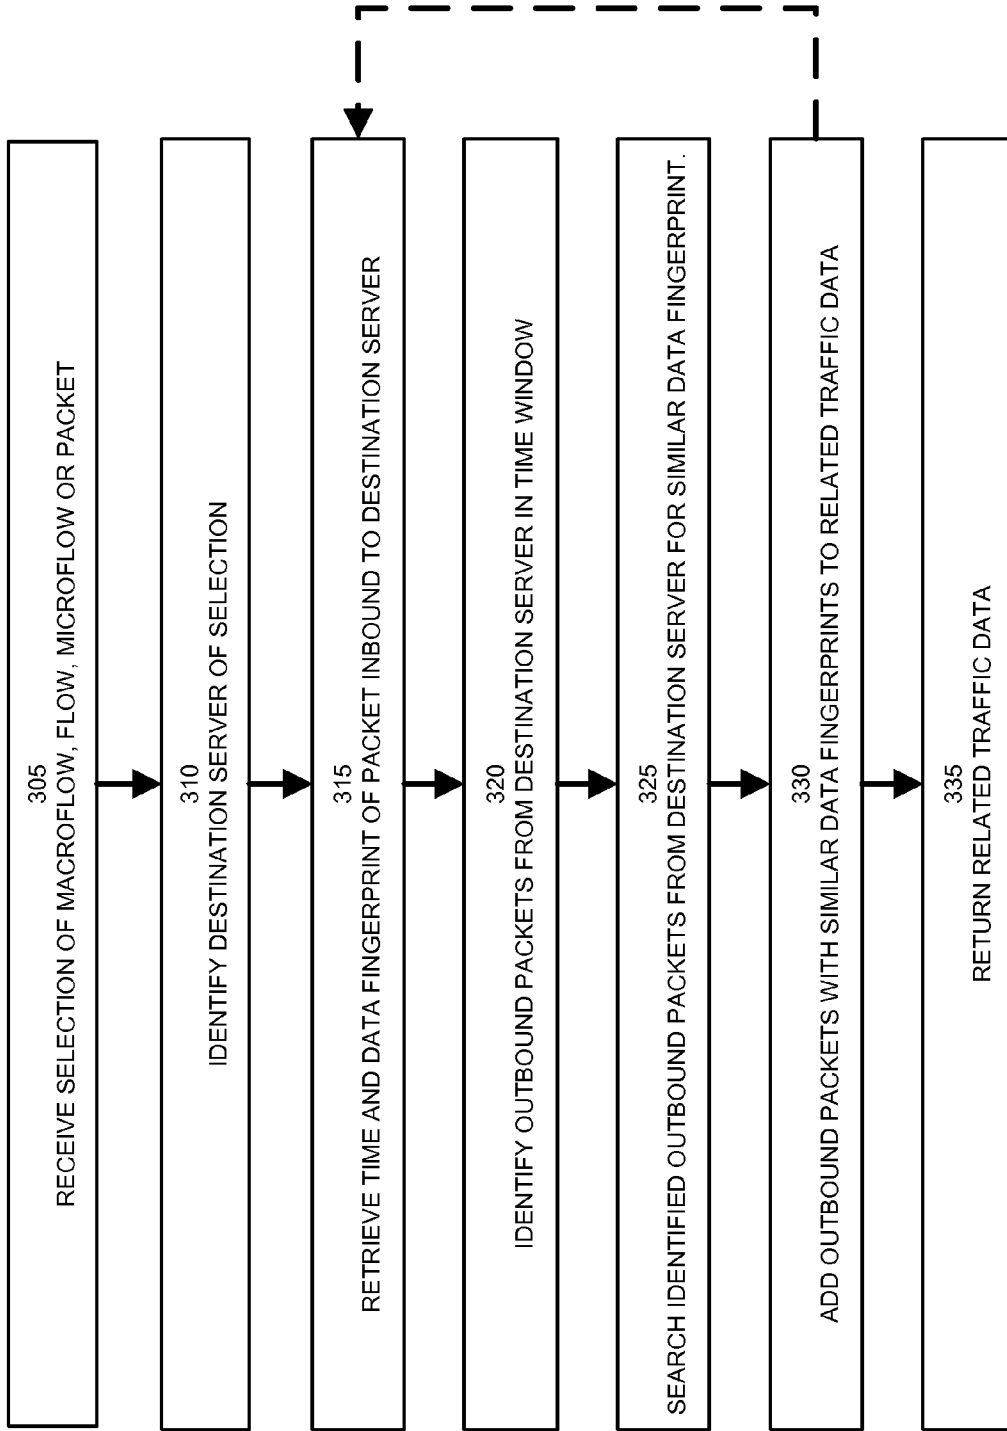 305
RECEIVE SELECTION OF MACROFLOW, FLOW, MICROFLOW OR PACKET
310
IDENTIFY DESTINATION SERVER OF SELECTION
315
RETRIEVE TIME AND DATA FINGERPRINT OF PACKET INBOUND TO DESTINATION SERVER
320
IDENTIFY OUTBOUND PACKETS FROM DESTINATION SERVER IN TIME WINDOW
325
SEARCH IDENTIFIED OUTBOUND PACKETS FROM DESTINATION SERVER FOR SIMILAR DATA FINGERPRINT.
330
ADD OUTBOUND PACKETS WITH SIMILAR DATA FINGERPRINTS TO RELATED TRAFFIC DATA
335
RETURN RELATED TRAFFIC DATA